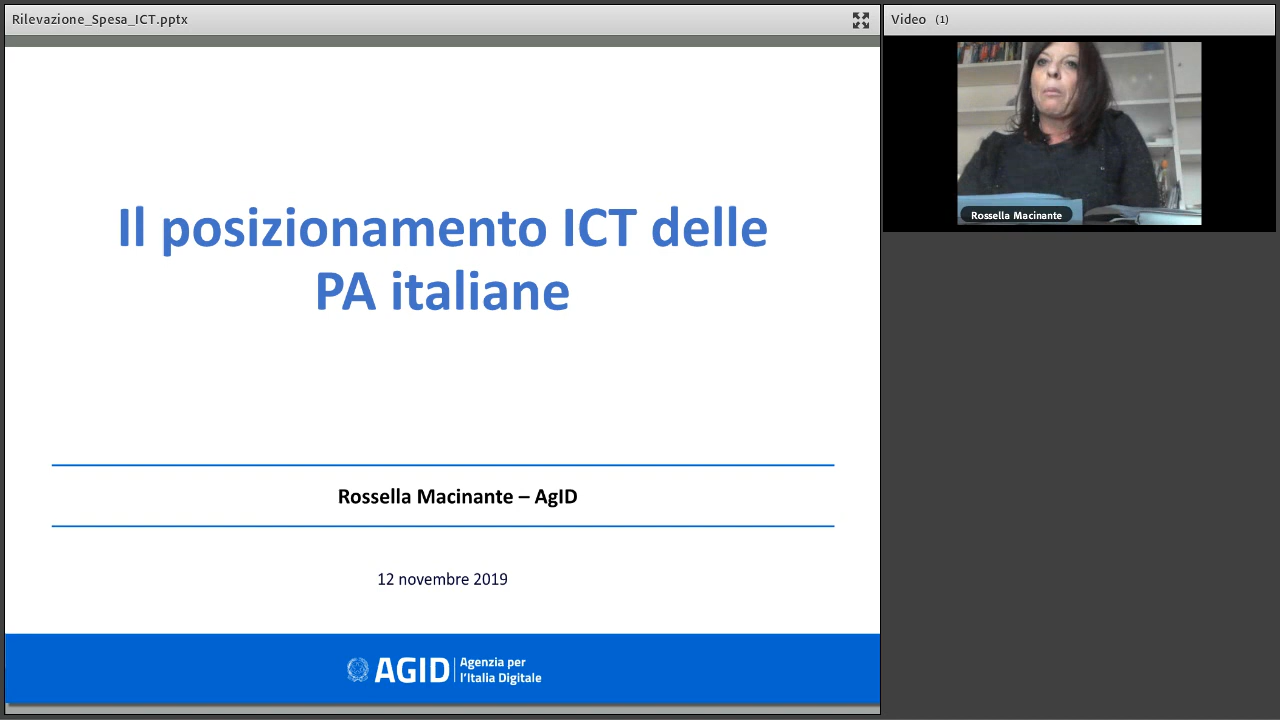 Rilevazione_Spesa_ICT.pptx
Video (1)
Rossella Macinante
Il posizionamento ICT delle
PA italiane
Rossella Macinante – AgID
12 novembre 2019
AGID
Agenzia per
l'Italia Digitale